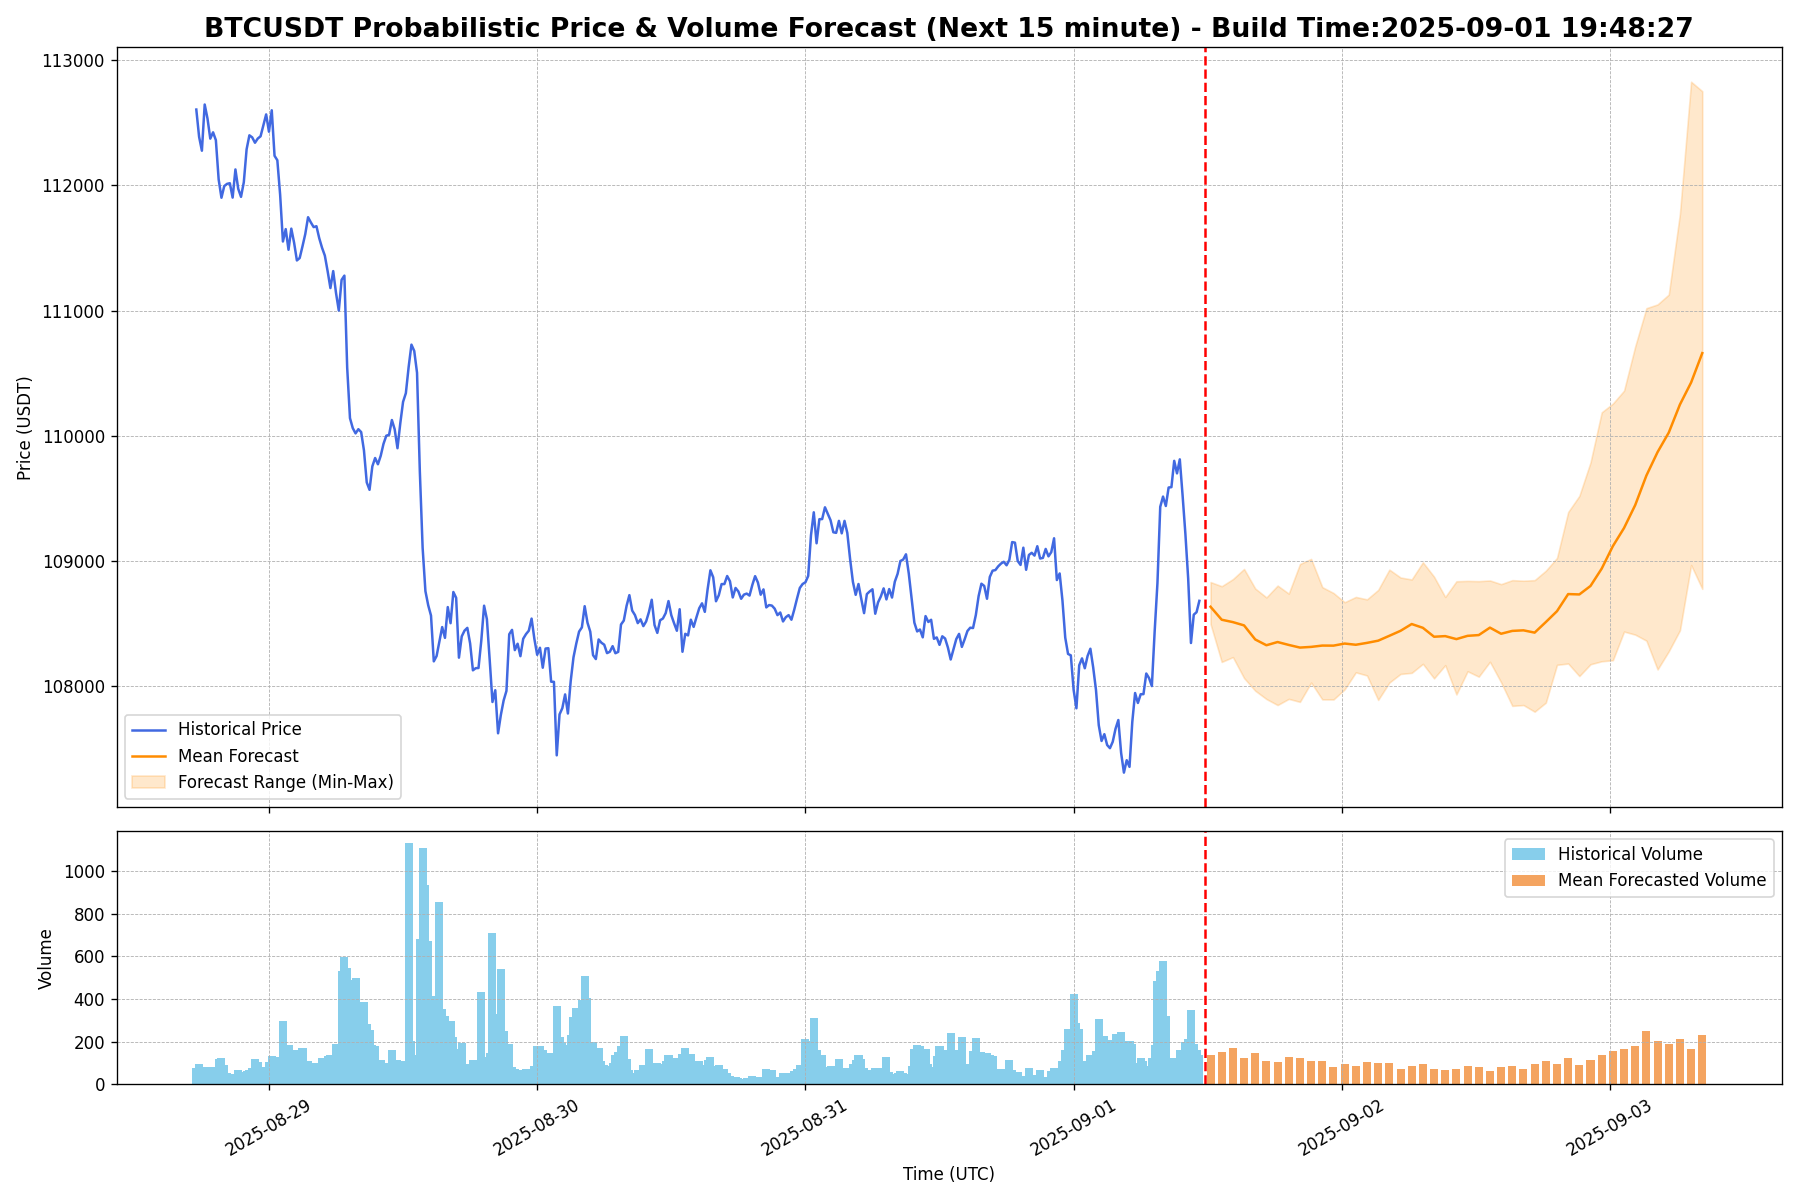 BTCUSDT Probabilistic Price & Volume Forecast (Next 15 minute) - Build Time:2025-09-01 19:48:27
113000
112000
111000
110000
109000
108000
Price (USDT)
Historical Price
Mean Forecast
Forecast Range (Min-Max)
1000
800
600
400
200
0
Volume
Historical Volume
Mean Forecasted Volume
2025-08-29
2025-08-30
2025-08-31
2025-09-01
2025-09-02
2025-09-03
Time (UTC)